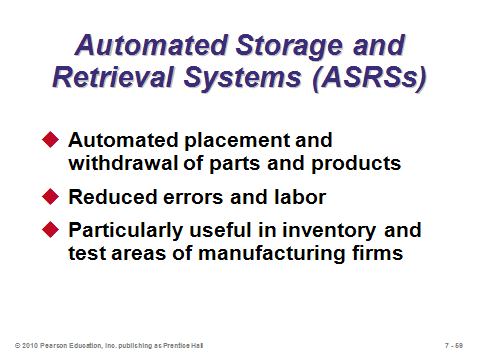 Automated Storage and
Retrieval Systems (ASRSs)
Automated placement and
withdrawal of parts and products
Reduced errors and labor
Particularly useful in inventory and
test areas of manufacturing firms
© 2010 Pearson Education, Inc. publishing as Prentice Hall
7 - 59